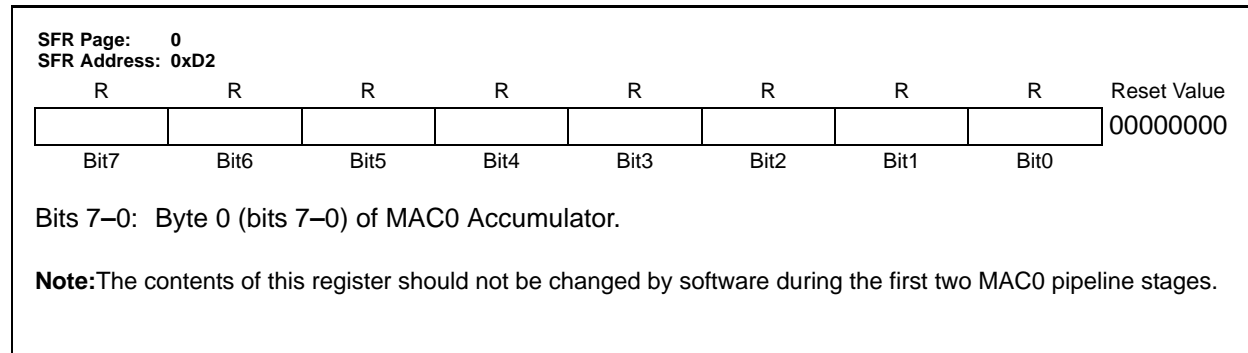 SFR Page: 0
SFR Address: 0xD2
R R R R R R R R Reset Value
00000000
Bit7 Bit6 Bit5 Bit4 Bit3 Bit2 Bit1 Bit0
Bits 7–0: Byte 0 (bits 7–0) of MAC0 Accumulator.
Note:The contents of this register should not be changed by software during the first two MAC0 pipeline stages.